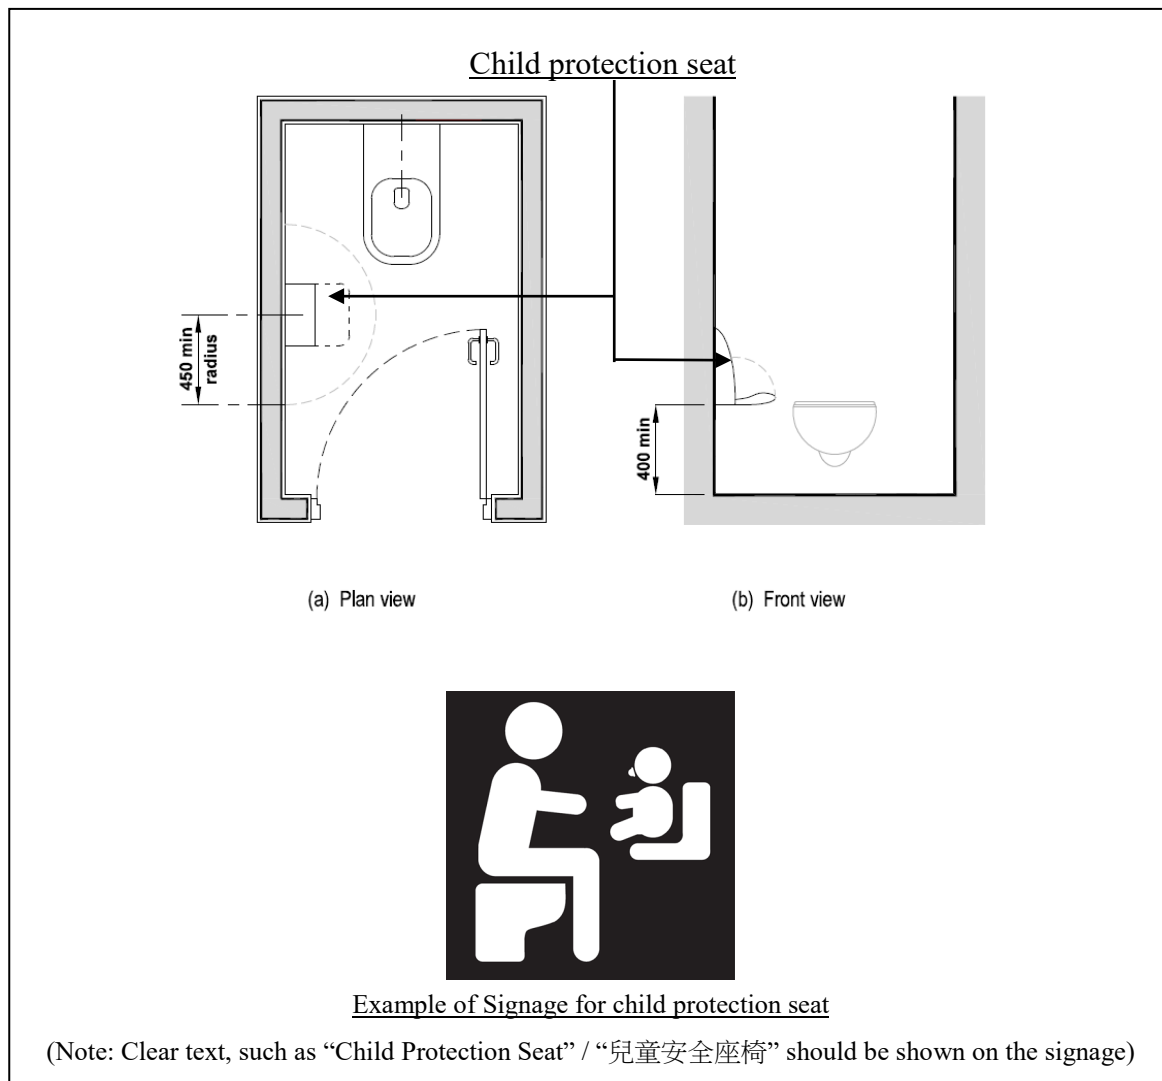 Child protection seat
450 min
radius
400 min
(a) Plan view
(b) Front view
Example of Signage for child protection seat
(Note: Clear text, such as “Child Protection Seat” / “兒童安全座椅” should be shown on the signage)